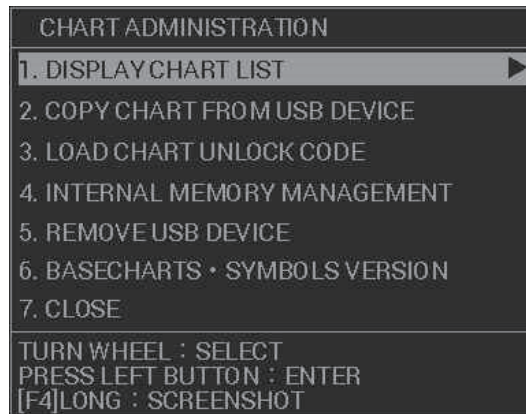 CHART ADMINISTRATION
1. DISPLAY CHART LIST
2. COPY CHART FROM USB DEVICE
3. LOAD CHART UNLOCK CODE
4. INTERNAL MEMORY MANAGEMENT
5. REMOVE USB DEVICE
6. BASECHARTS・SYMBOLS VERSION
7. CLOSE
TURN WHEEL : SELECT
PRESS LEFT BUTTON : ENTER
[F4]LONG : SCREENSHOT